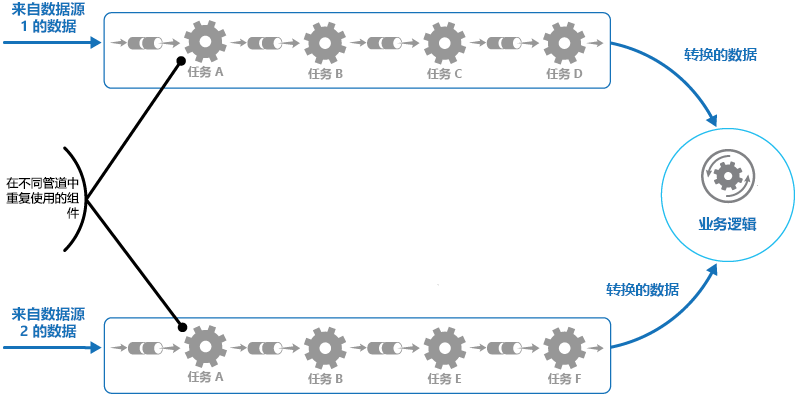 来自数据源
1 的数据
任务 A
任务 B
任务 C
任务 D
转换的数据
在不同管道中
重复使用的组
件
业务逻辑
转换的数据
来自数据源
2 的数据
任务 A
任务 B
任务 E
任务 F